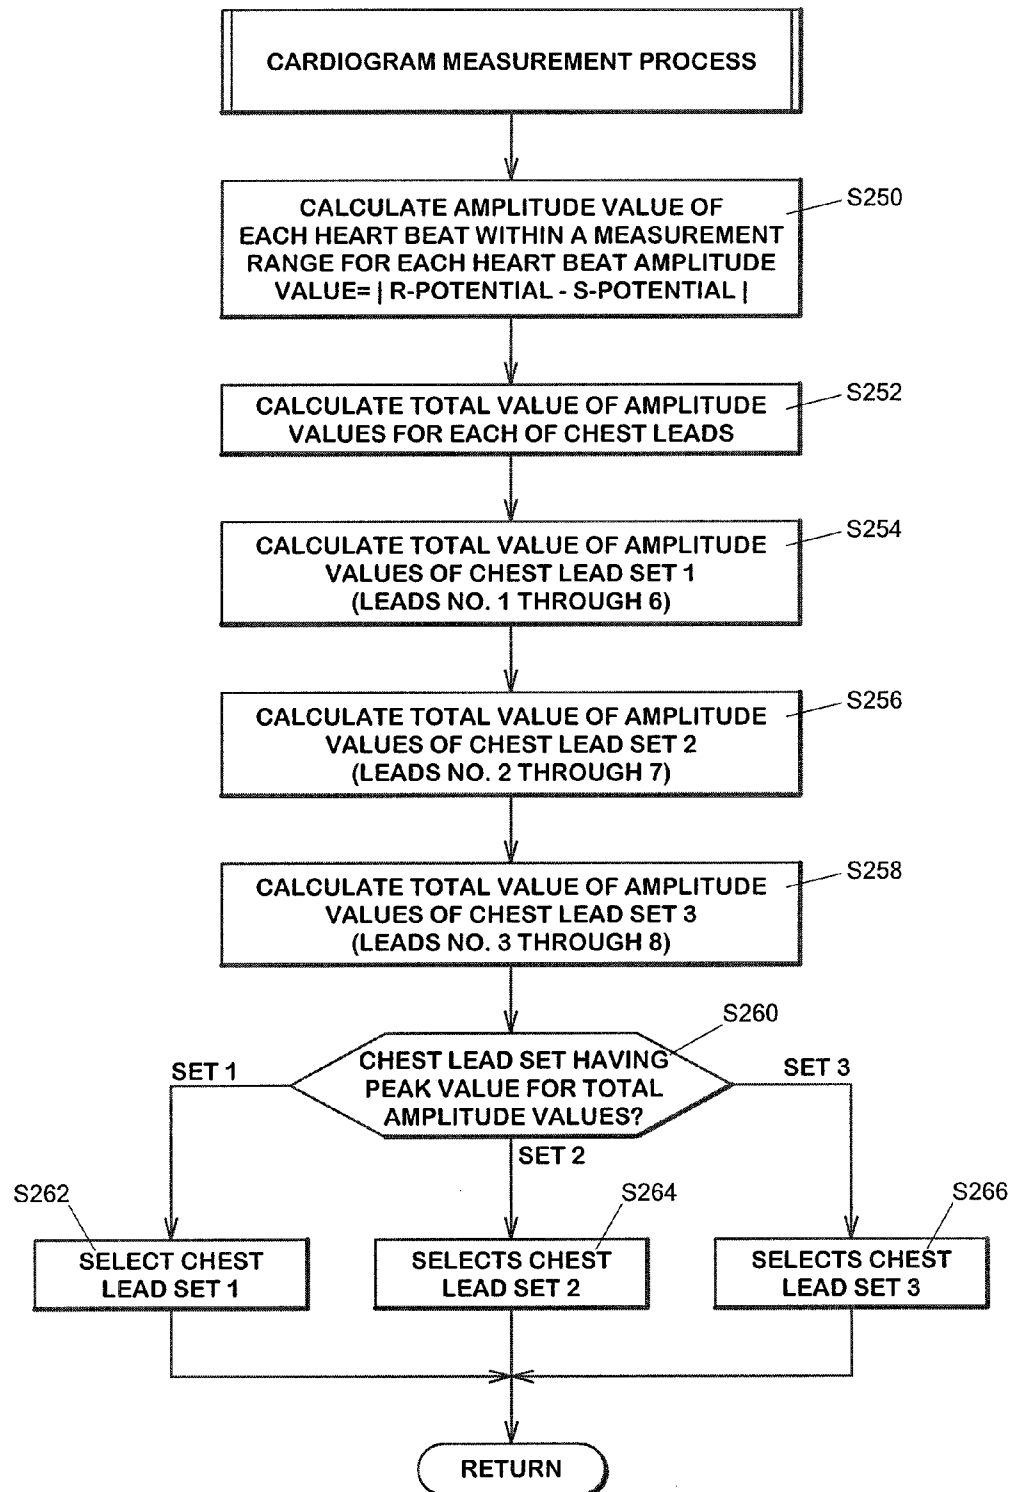 CARDIOGRAM MEASUREMENT PROCESS
CALCULATE AMPLITUDE VALUE OF
EACH HEART BEAT WITHIN A MEASUREMENT
RANGE FOR EACH HEART BEAT AMPLITUDE
VALUE= | R-POTENTIAL - S-POTENTIAL |
S250
CALCULATE TOTAL VALUE OF AMPLITUDE
VALUES FOR EACH OF CHEST LEADS
S252
CALCULATE TOTAL VALUE OF AMPLITUDE
VALUES OF CHEST LEAD SET 1
(LEADS NO. 1 THROUGH 6)
S254
CALCULATE TOTAL VALUE OF AMPLITUDE
VALUES OF CHEST LEAD SET 2
(LEADS NO. 2 THROUGH 7)
S256
CALCULATE TOTAL VALUE OF AMPLITUDE
VALUES OF CHEST LEAD SET 3
(LEADS NO. 3 THROUGH 8)
S258
S260
CHEST LEAD SET HAVING
PEAK VALUE FOR TOTAL
AMPLITUDE VALUES?
SET 1
SET 2
SET 3
S262
SELECT CHEST
LEAD SET 1
S264
SELECTS CHEST
LEAD SET 2
S266
SELECTS CHEST
LEAD SET 3
RETURN